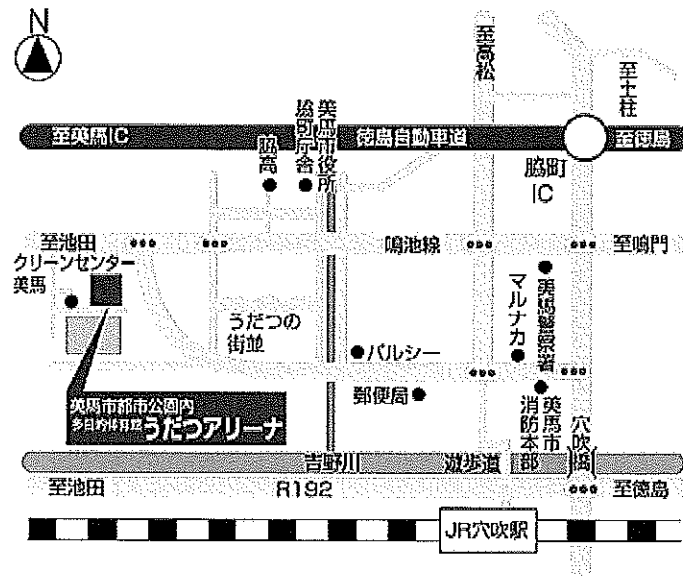 N
至高松
至土柱
美馬市役所
脇町庁舎
脇高
至美馬IC
徳島自動車道
至徳島
脇町
IC
至池田
鳴池線
至鳴門
クリーンセンター
美馬
うだつの
街並
パルシー
マルナカ
美馬警察署
郵便局
美馬市
消防本部
穴吹橋
美馬市都市公園内
多目的体育館うだつアリーナ
吉野川
遊歩道
至池田
R192
至徳島
JR穴吹駅